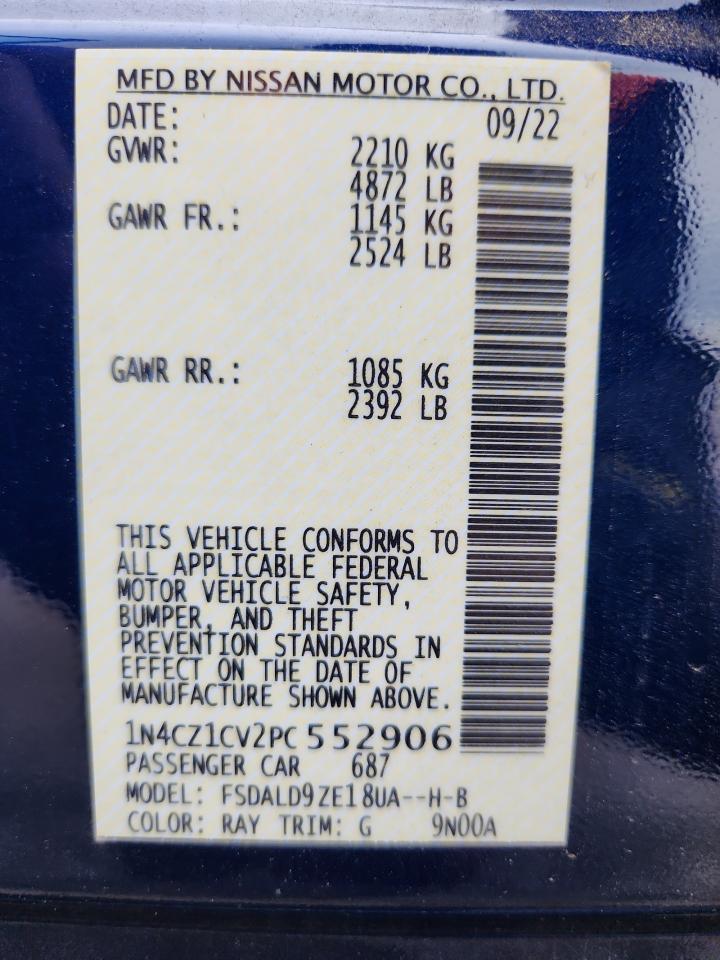 MFD BY NISSAN MOTOR CO., LTD.
DATE: 09/22
GVWR: 2210 KG
4872 LB
GAWR FR.: 1145 KG
2524 LB
GAWR RR.: 1085 KG
2392 LB
THIS VEHICLE CONFORMS TO
ALL APPLICABLE FEDERAL
MOTOR VEHICLE SAFETY,
BUMPER, AND THEFT
PREVENTION STANDARDS IN
EFFECT ON THE DATE OF
MANUFACTURE SHOWN ABOVE.
1N4CZ1CV2PC552906
PASSENGER CAR 687
MODEL: FSDALD9ZE18UA--H-B
COLOR: RAY TRIM: G 9N00A